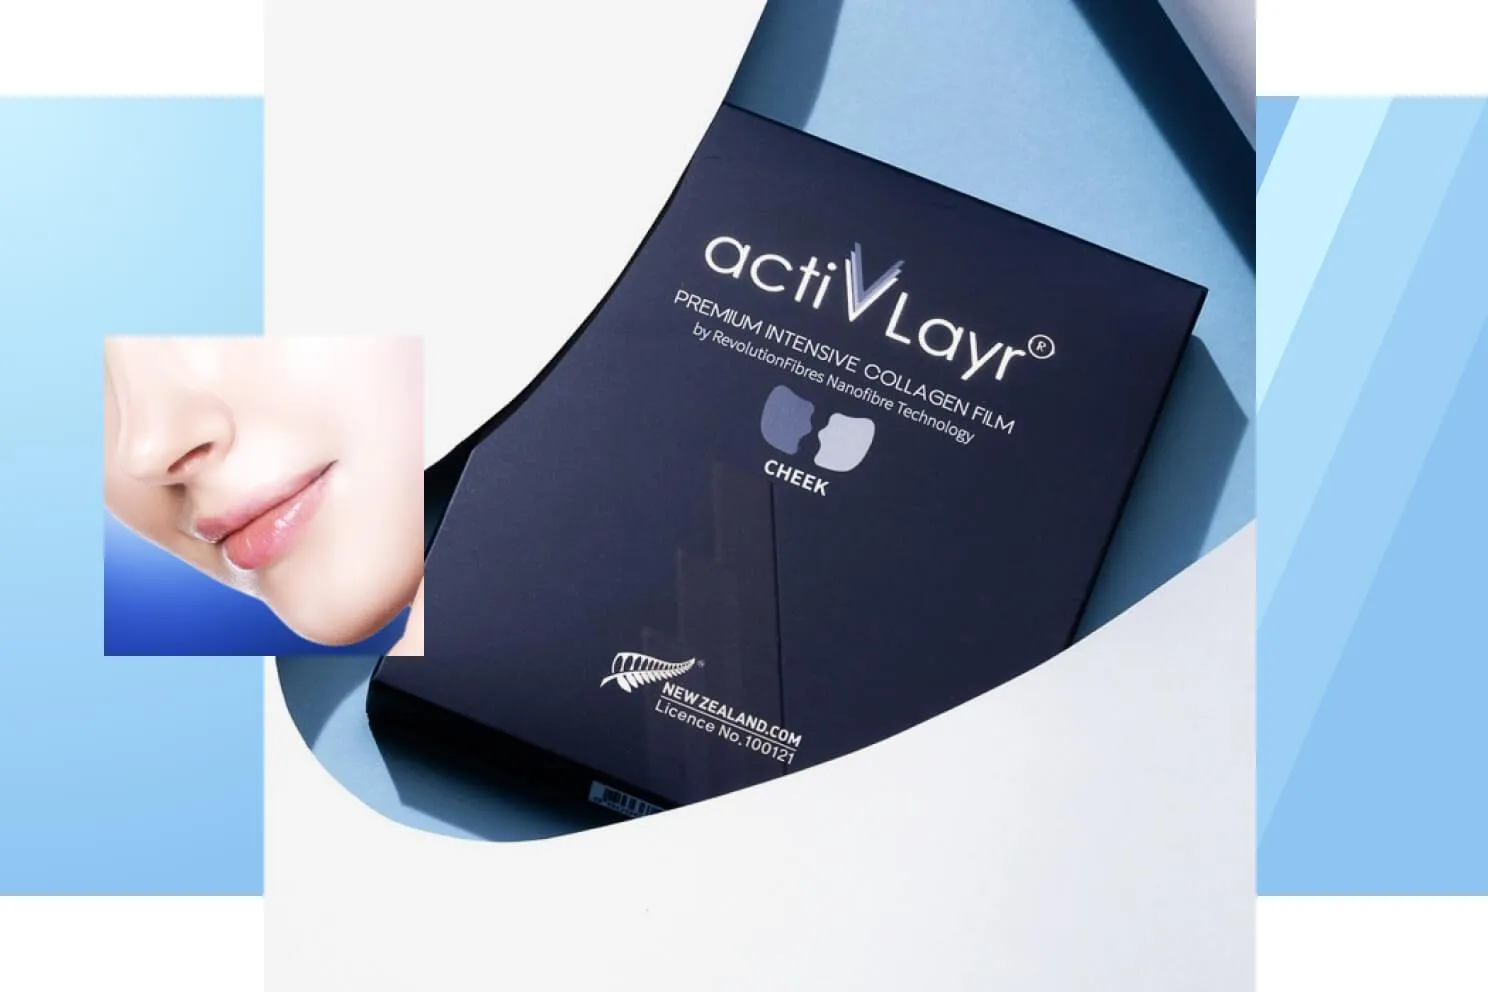 actiVLayr®
PREMIUM INTENSIVE COLLAGEN FILM
by RevolutionFibres Nanofibre Technology
CHEEK
NEW ZEALAND.COM
Licence No.100121